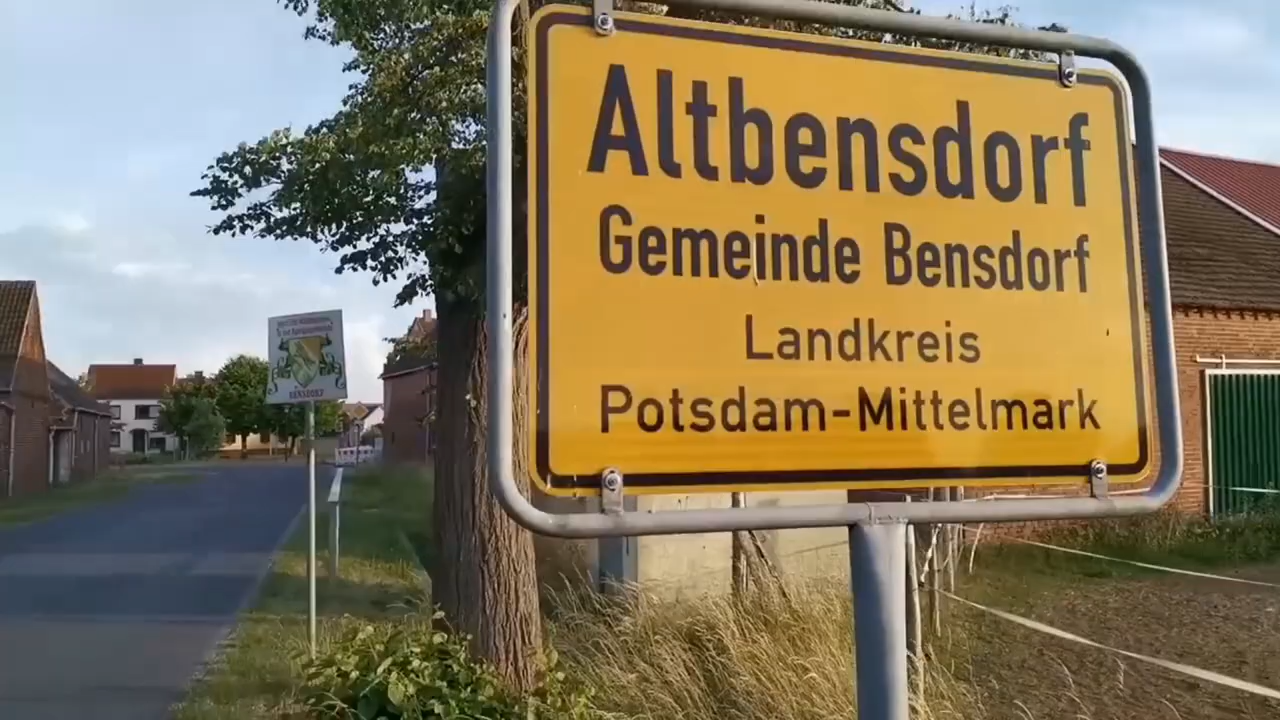 Altbensdorf
Gemeinde Bensdorf
Landkreis
Potsdam-Mittelmark
BENSDORF